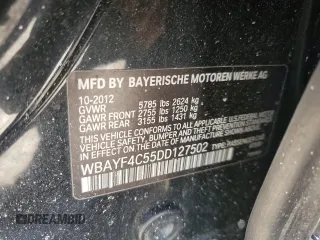 MFD BY BAYERISCHE MOTOREN WERKE AG
10-2012
GVWR 5785 lbs 2624 kg
GAWR FRONT 2755 lbs 1250 kg
GAWR REAR 3155 lbs 1431 kg
THIS VEHICLE CONFORMS TO ALL APPLICABLE FEDERAL
MOTOR VEHICLE SAFETY, BUMPER AND THEFT PREVENTION
STANDARDS IN EFFECT ON THE
DATE OF MANUFACTURE SHOWN ABOVE.
WBAYF4C55DD127502 TYPE:
DREAMBID